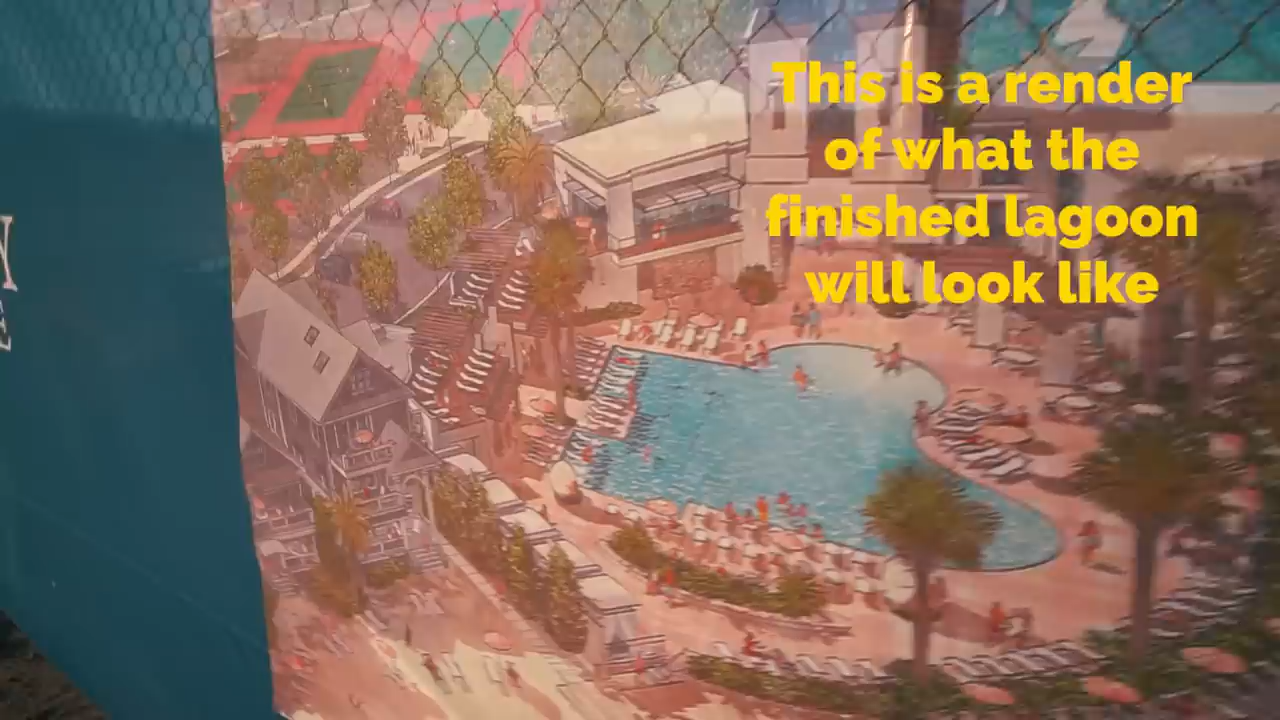 This is a render
of what the
finished lagoon
will look like
N
E